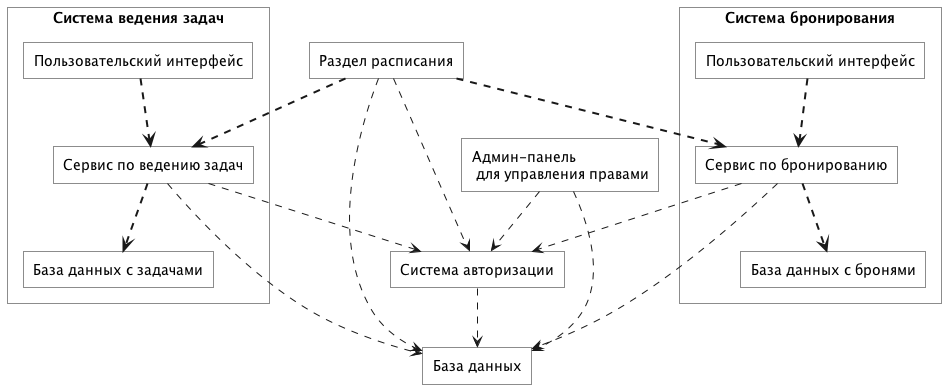 Система ведения задач
Система бронирования
Пользовательский интерфейс
Раздел расписания
Пользовательский интерфейс
Сервис по ведению задач
Админ-панель
для управления правами
Сервис по бронированию
База данных с задачами
Система авторизации
База данных с бронями
База данных